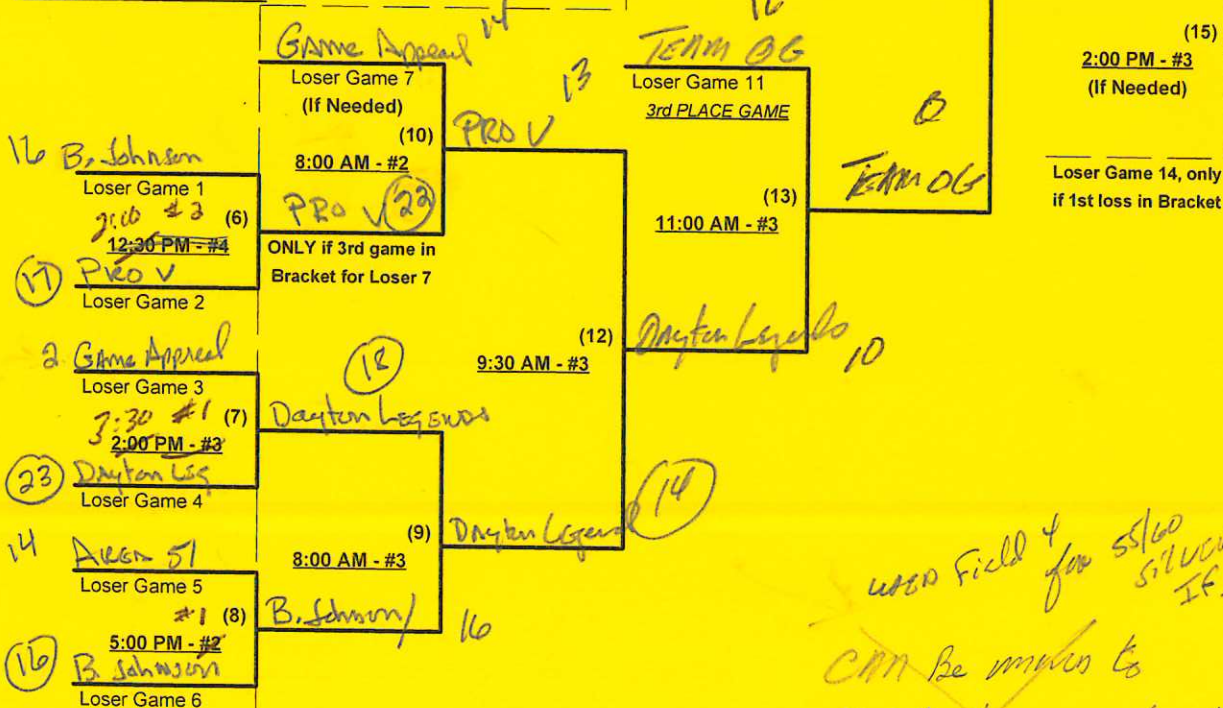 GAME Appeal 14
Loser Game 7
(If Needed)
(10)
8:00 AM - #2
PRO V 22
ONLY if 3rd game in
Bracket for Loser 7
16 B. Johnson
Loser Game 1
#2 (6)
12:30 PM - #4
17 PRO V
Loser Game 2
2 GAME Appeal
Loser Game 3
3:30 #1 (7)
2:00 PM - #3
23 Dayton Leg
Loser Game 4
14 AREA 51
Loser Game 5
#1 (8)
5:00 PM - #2
16 B. Johnson
Loser Game 6
18
Dayton LEGENDS
(9)
8:00 AM - #3
B. Johnson 16
PRO V 13
(12)
9:30 AM - #3
Dayton Legend 14
16
TEAM OG
Loser Game 11
3rd PLACE GAME
(13)
11:00 AM - #3
Dayton Legends 10
TEAM OG
(15)
2:00 PM - #3
(If Needed)
Loser Game 14, only
if 1st loss in Bracket
used Field 4
for 55/60
CAN Be